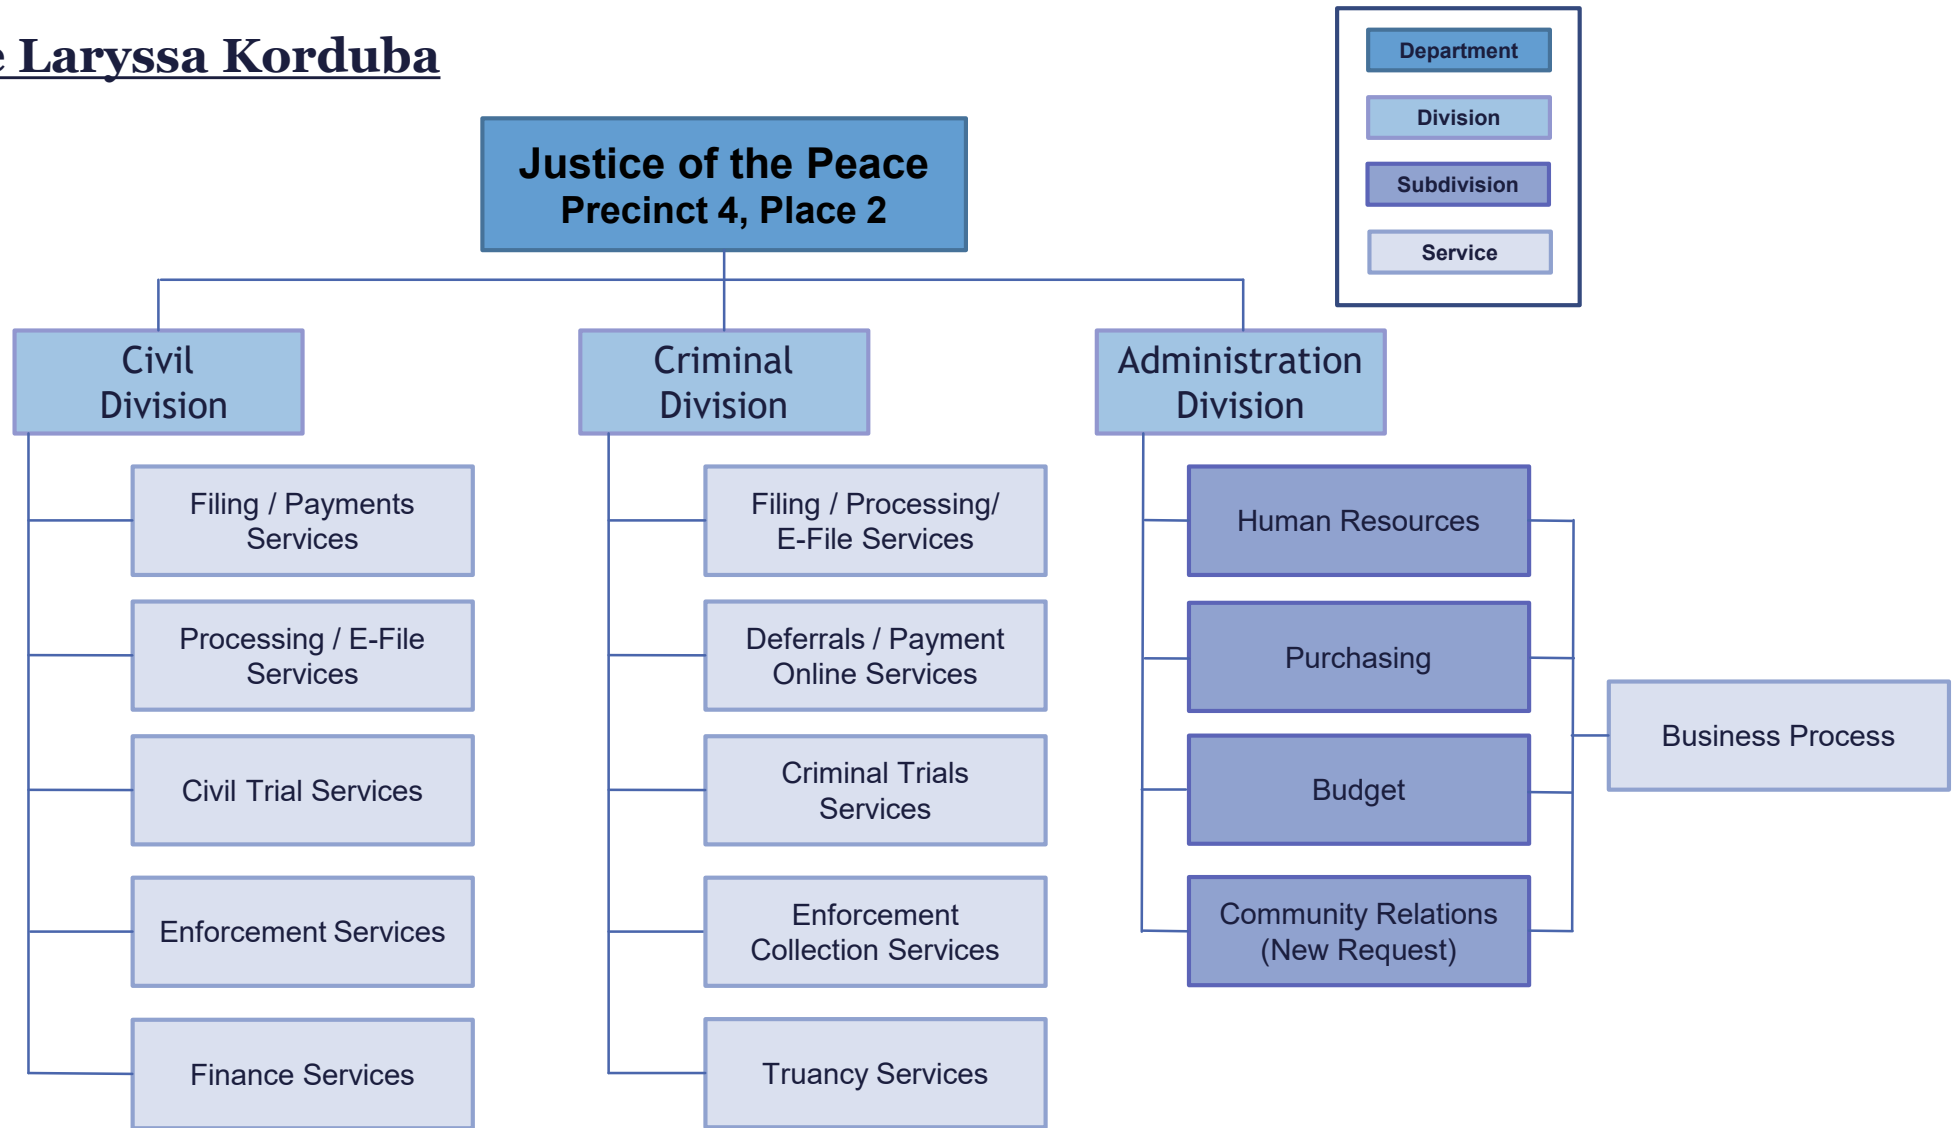 Laryssa Korduba
Department
Division
Subdivision
Service
Justice of the Peace
Precinct 4, Place 2
Civil
Division
Filing / Payments
Services
Processing / E-File
Services
Civil Trial Services
Enforcement Services
Finance Services
Criminal
Division
Filing / Processing/
E-File Services
Deferrals / Payment
Online Services
Criminal Trials
Services
Enforcement
Collection Services
Truancy Services
Administration
Division
Human Resources
Purchasing
Budget
Community Relations
(New Request)
Business Process